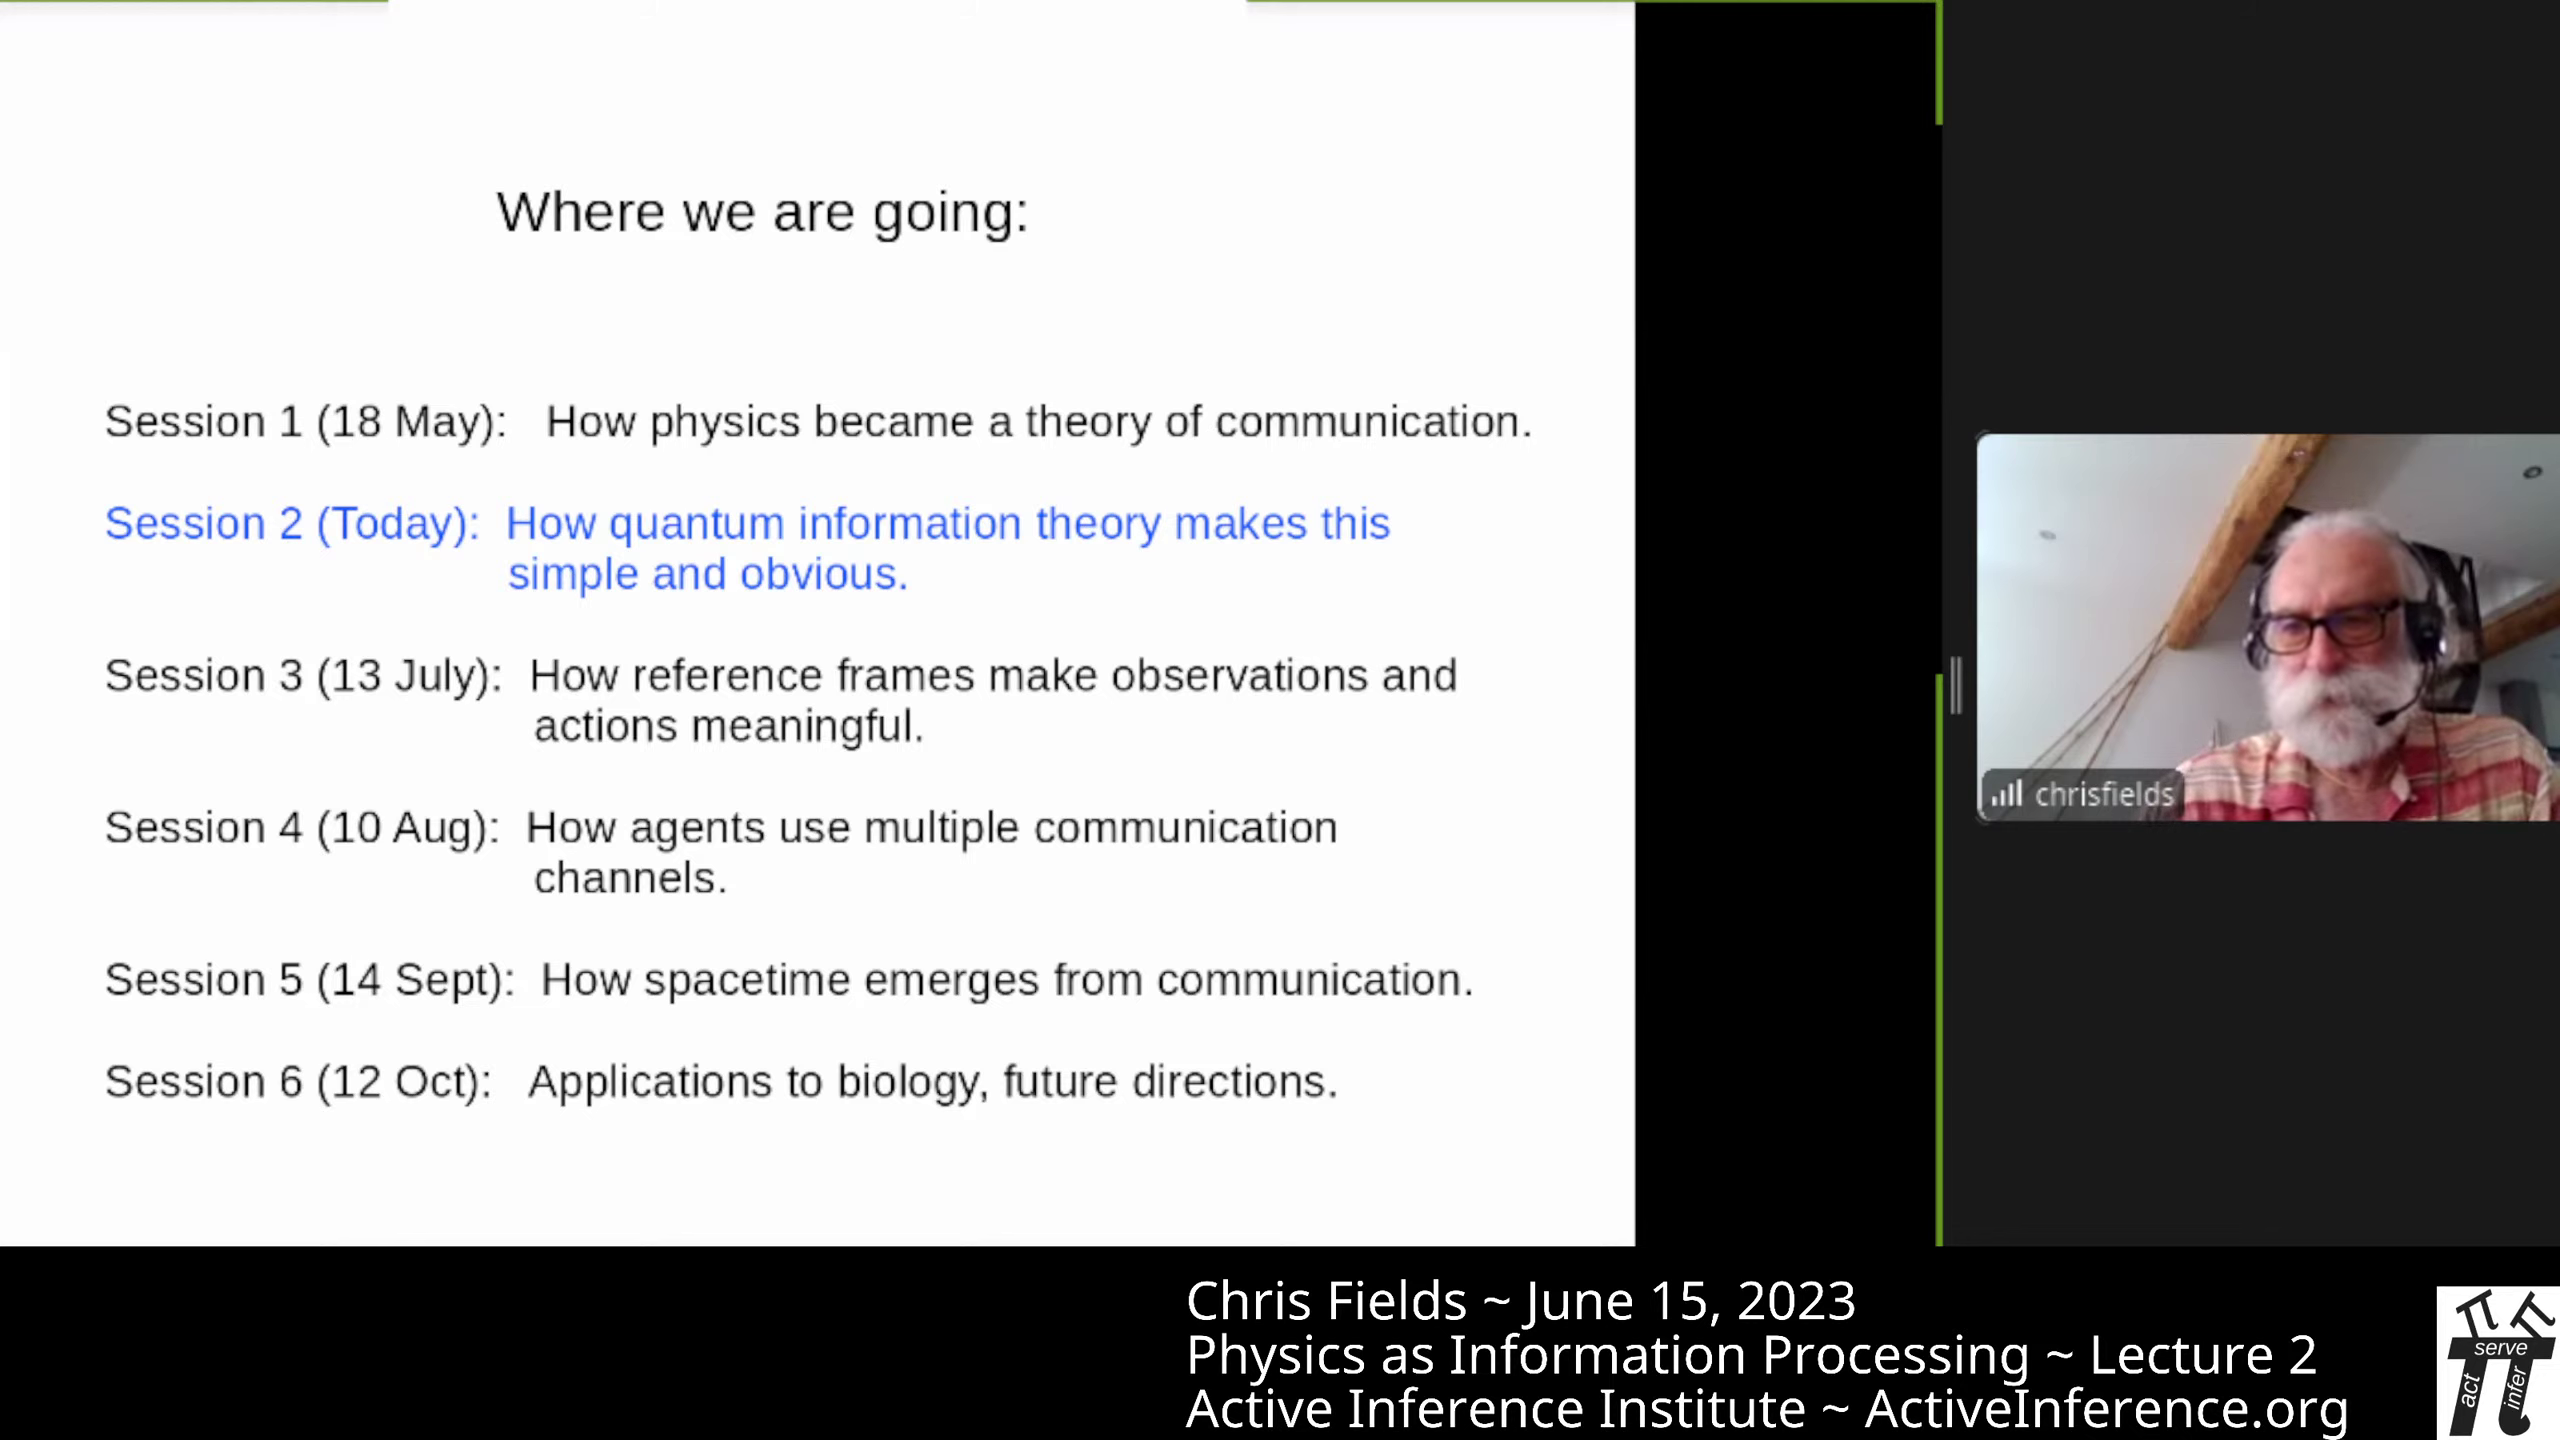 Where we are going:
Session 1 (18 May): How physics became a theory of communication.
Session 2 (Today): How quantum information theory makes this
simple and obvious.
Session 3 (13 July): How reference frames make observations and
actions meaningful.
Session 4 (10 Aug): How agents use multiple communication
channels.
Session 5 (14 Sept): How spacetime emerges from communication.
Session 6 (12 Oct): Applications to biology, future directions.
chrisfields
Chris Fields ~ June 15, 2023
Physics as Information Processing ~ Lecture 2
Active Inference Institute ~ ActiveInference.org
serve
act
infer